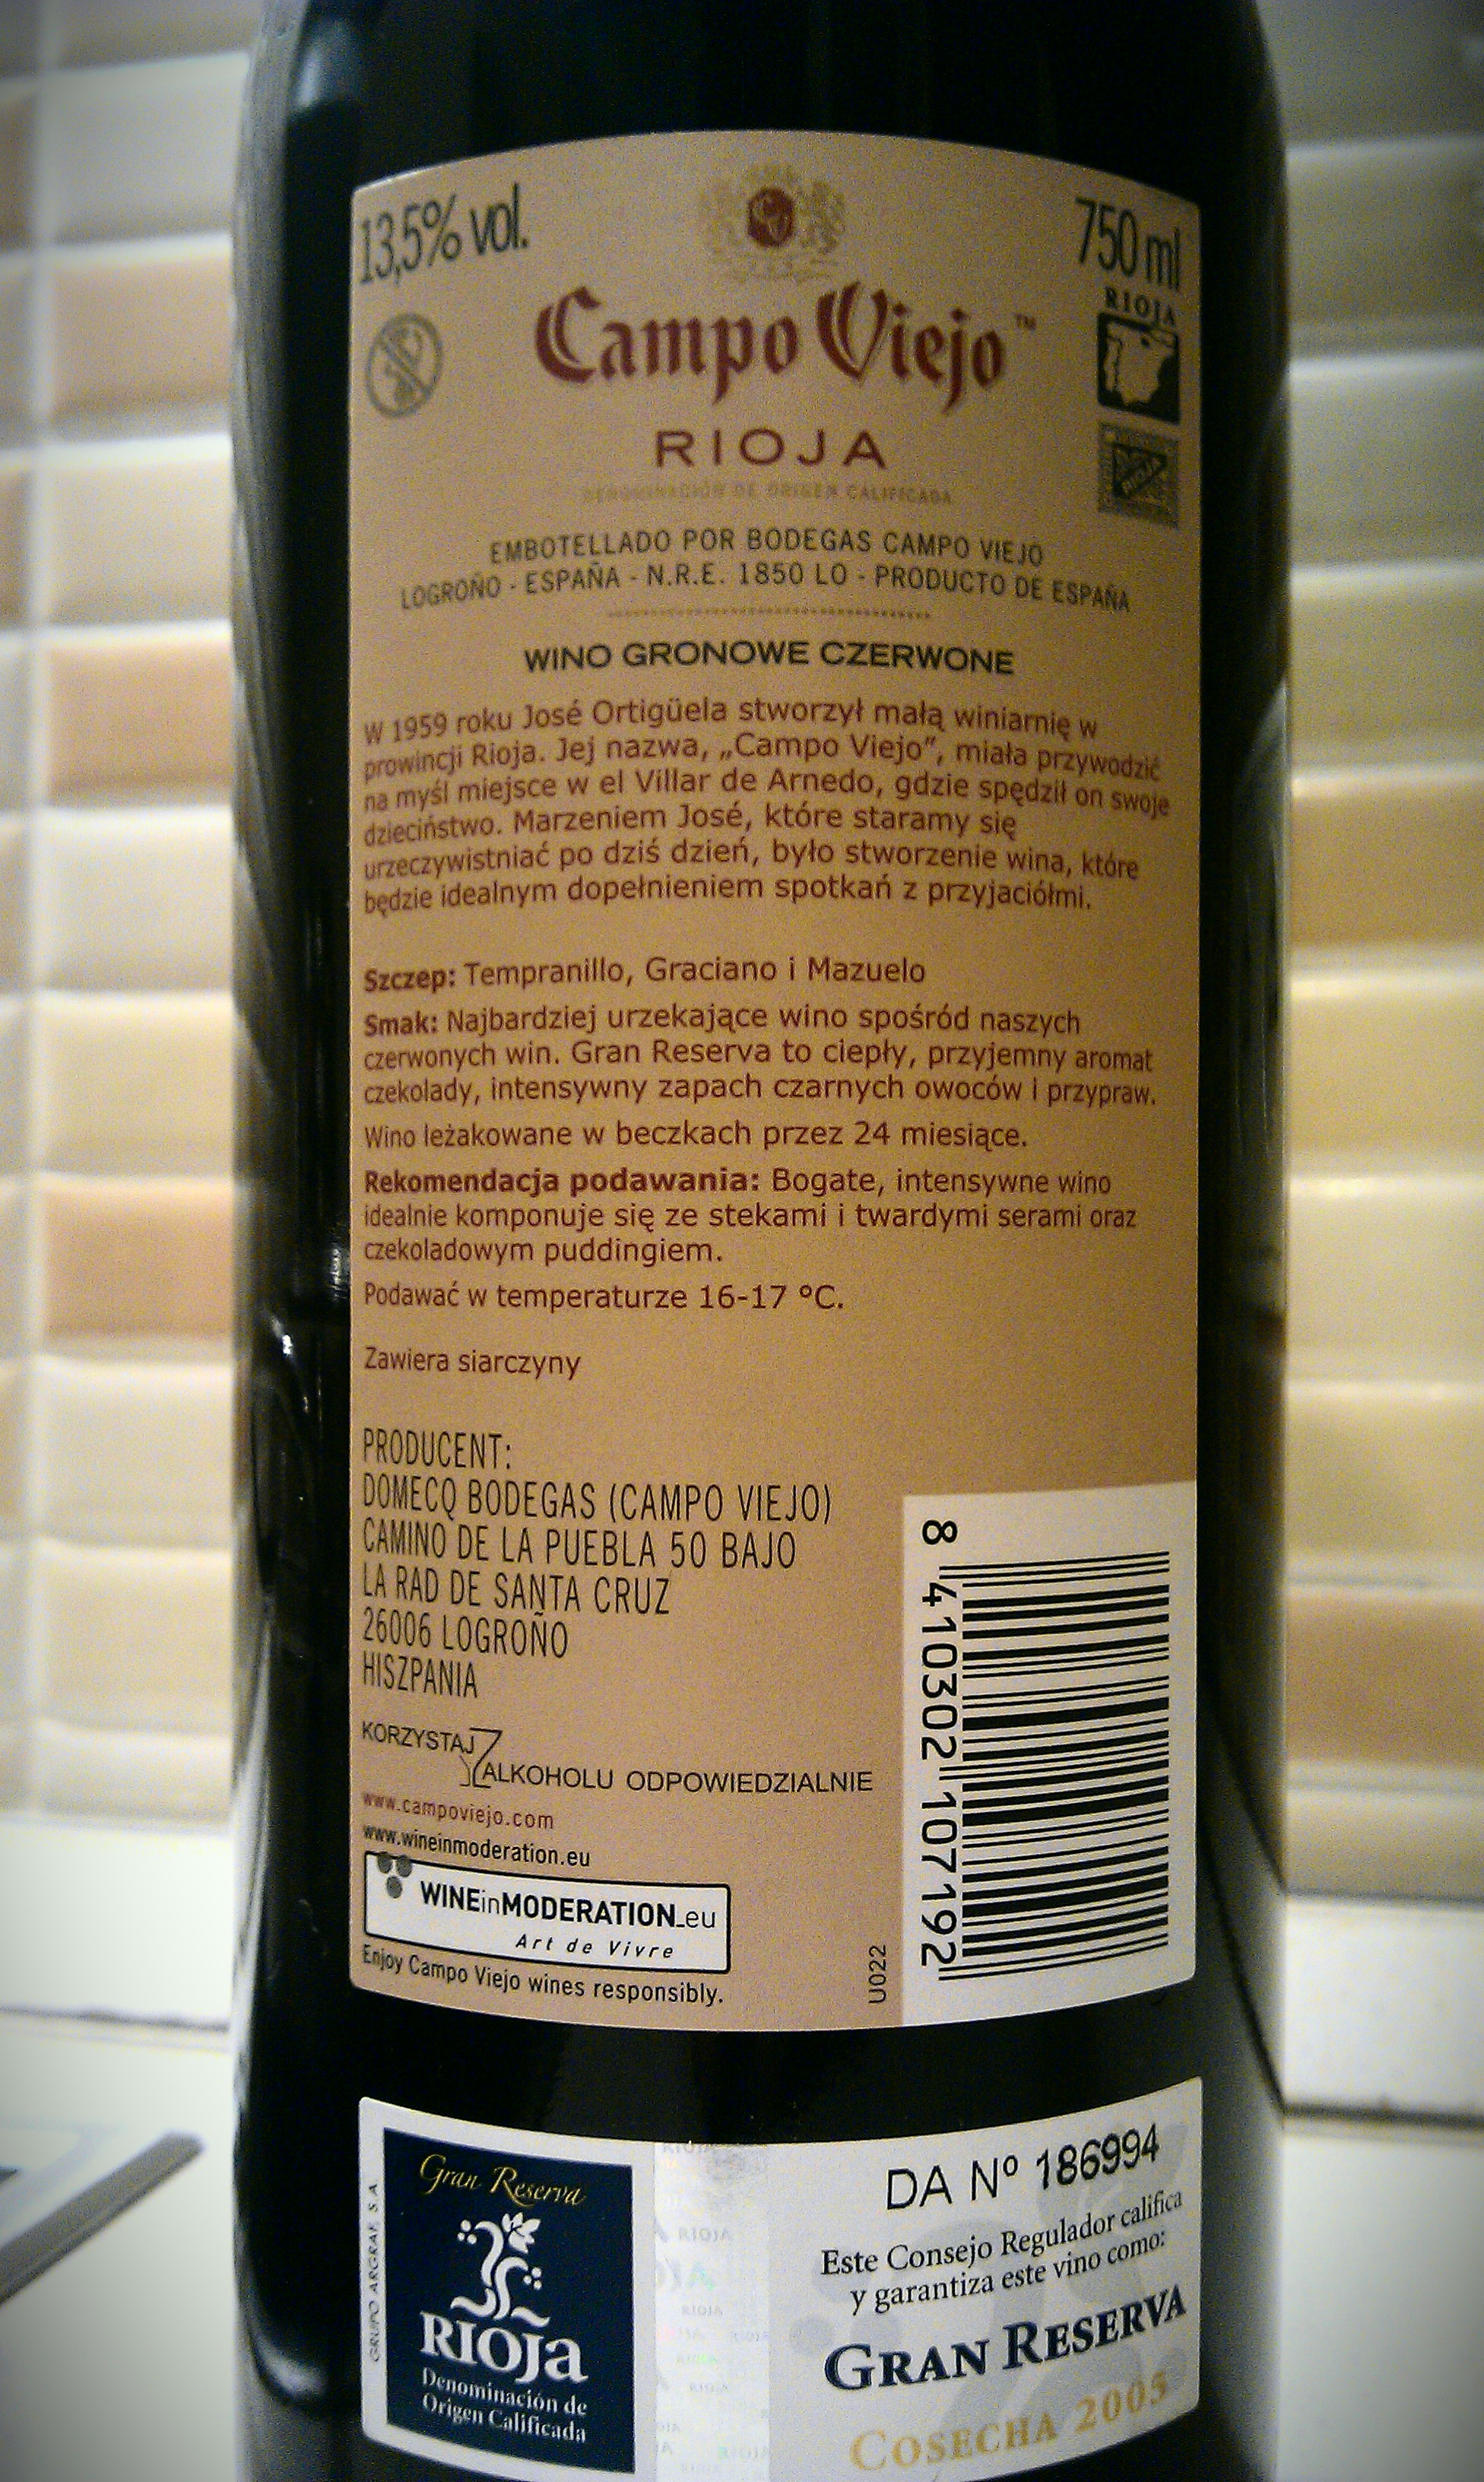 13,5% vol.
750 ml
Campo Viejo™
RIOJA
RIOJA
DENOMINACIÓN DE ORIGEN CALIFICADA
RIOJA
EMBOTELLADO POR BODEGAS CAMPO VIEJO
LOGROÑO - ESPAÑA - N.R.E. 1850 LO - PRODUCTO DE ESPAÑA
WINO GRONOWE CZERWONE
W 1959 roku José Ortigüela stworzył małą winiarnię w
prowincji Rioja. Jej nazwa, „Campo Viejo”, miała przywodzić
na myśl miejsce w el Villar de Arnedo, gdzie spędził on swoje
dzieciństwo. Marzeniem José, które staramy się
urzeczywistniać po dziś dzień, było stworzenie wina, które
będzie idealnym dopełnieniem spotkań z przyjaciółmi.
Szczep: Tempranillo, Graciano i Mazuelo
Smak: Najbardziej urzekające wino spośród naszych
czerwonych win. Gran Reserva to ciepły, przyjemny aromat
czekolady, intensywny zapach czarnych owoców i przypraw.
Wino leżakowane w beczkach przez 24 miesiące.
Rekomendacja podawania: Bogate, intensywne wino
idealnie komponuje się ze stekami i twardymi serami oraz
czekoladowym puddingiem.
Podawać w temperaturze 16-17 °C.
Zawiera siarczyny
PRODUCENT:
DOMECQ BODEGAS (CAMPO VIEJO)
CAMINO DE LA PUEBLA 50 BAJO
LA RAD DE SANTA CRUZ
26006 LOGROÑO
HISZPANIA
KORZYSTAJ Z
ALKOHOLU ODPOWIEDZIALNIE
www.campoviejo.com
www.wineinmoderation.eu
WINEinMODERATION.eu
Art de Vivre
Enjoy Campo Viejo wines responsibly.
U022
8 410302 107192
GRUPO ARGRAF, S.A.
Gran Reserva
RIOJa
Denominación de
Origen Calificada
RIOJA
DA Nº 186994
Este Consejo Regulador califica
y garantiza este vino como:
GRAN RESERVA
COSECHA 2005